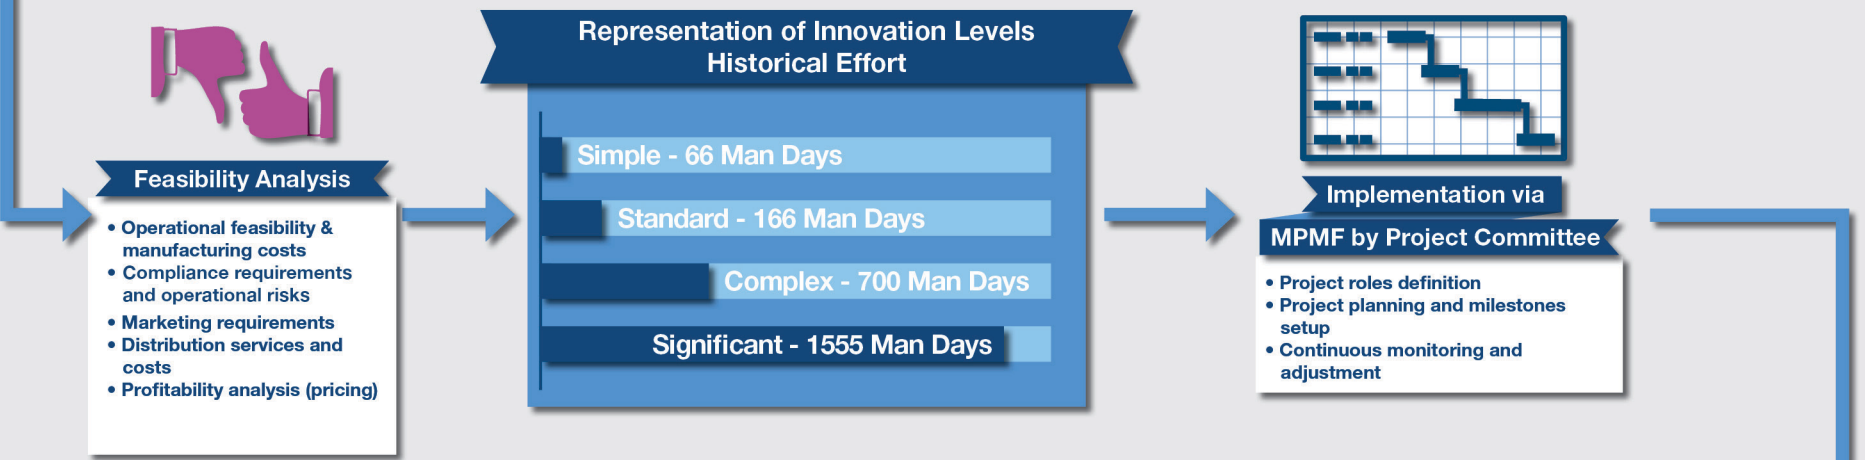 Feasibility Analysis
• Operational feasibility &
manufacturing costs
• Compliance requirements
and operational risks
• Marketing requirements
• Distribution services and
costs
• Profitability analysis (pricing)
Representation of Innovation Levels
Historical Effort
Simple - 66 Man Days
Standard - 166 Man Days
Complex - 700 Man Days
Significant - 1555 Man Days
Implementation via
MPMF by Project Committee
• Project roles definition
• Project planning and milestones
setup
• Continuous monitoring and
adjustment